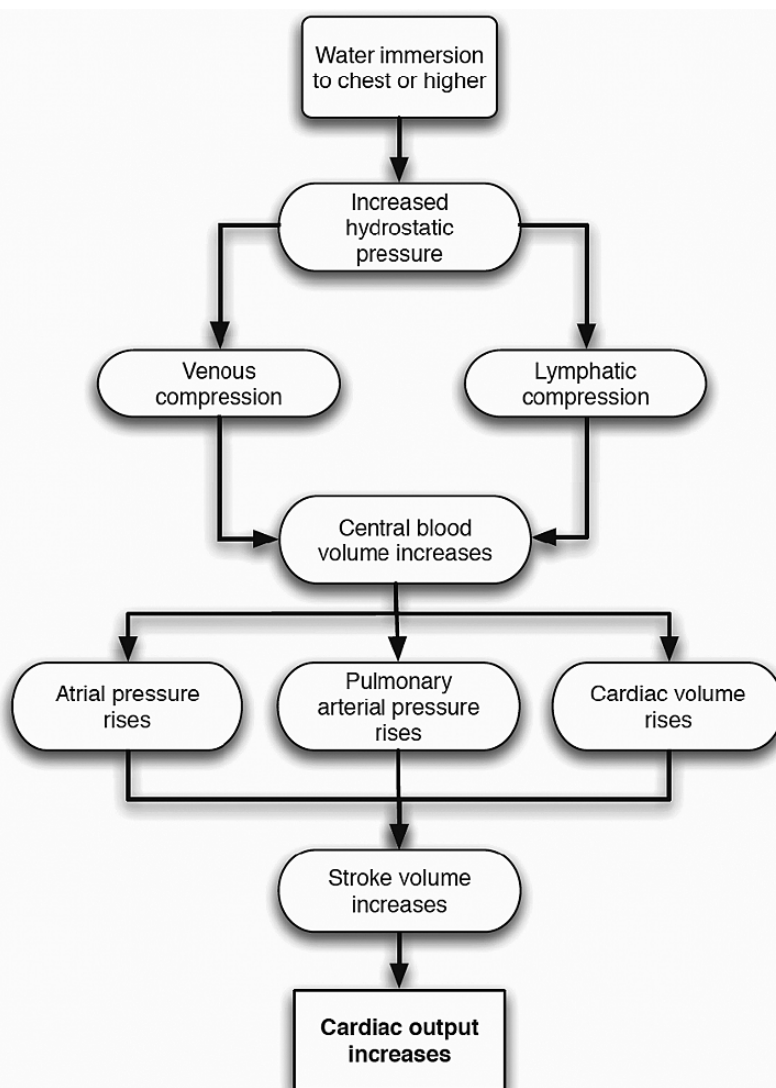 Water immersion
to chest or higher
Increased
hydrostatic
pressure
Venous
compression
Lymphatic
compression
Central blood
volume increases
Atrial pressure
rises
Pulmonary
arterial pressure
rises
Cardiac volume
rises
Stroke volume
increases
Cardiac output
increases